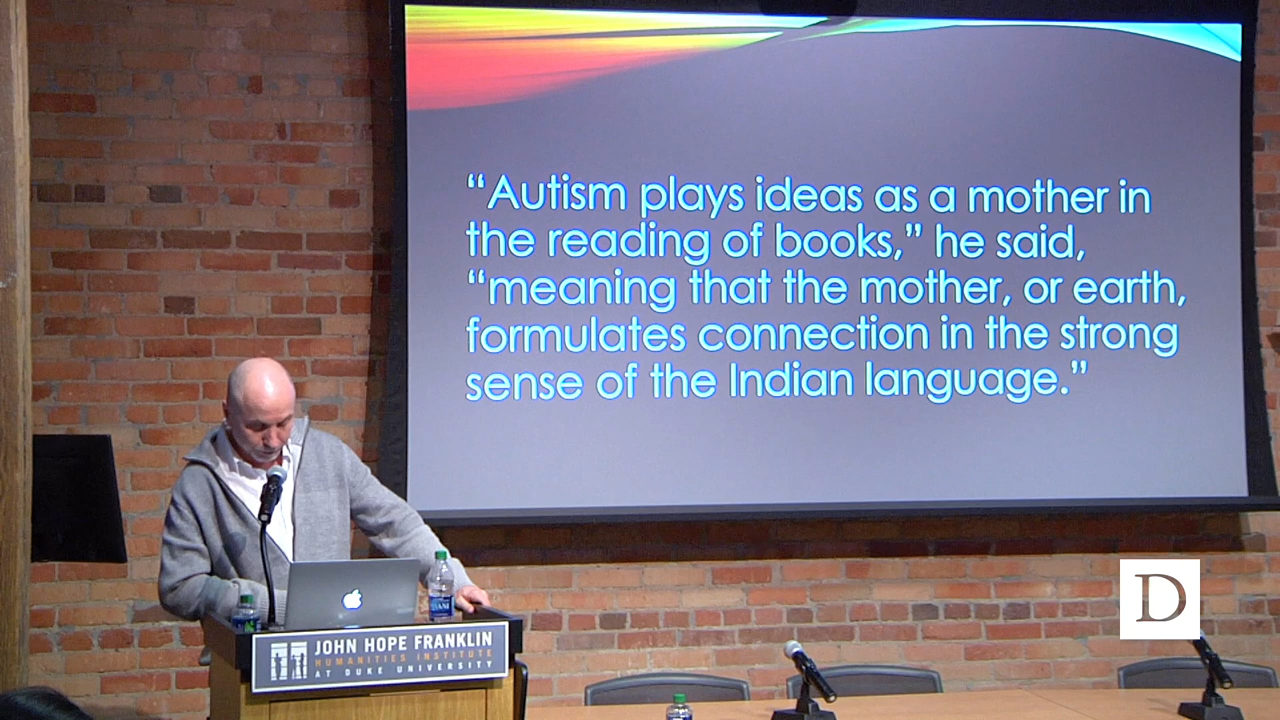 “Autism plays ideas as a mother in
the reading of books,” he said,
“meaning that the mother, or earth,
formulates connection in the strong
sense of the Indian language.”
JOHN HOPE FRANKLIN
HUMANITIES INSTITUTE
AT DUKE UNIVERSITY
D